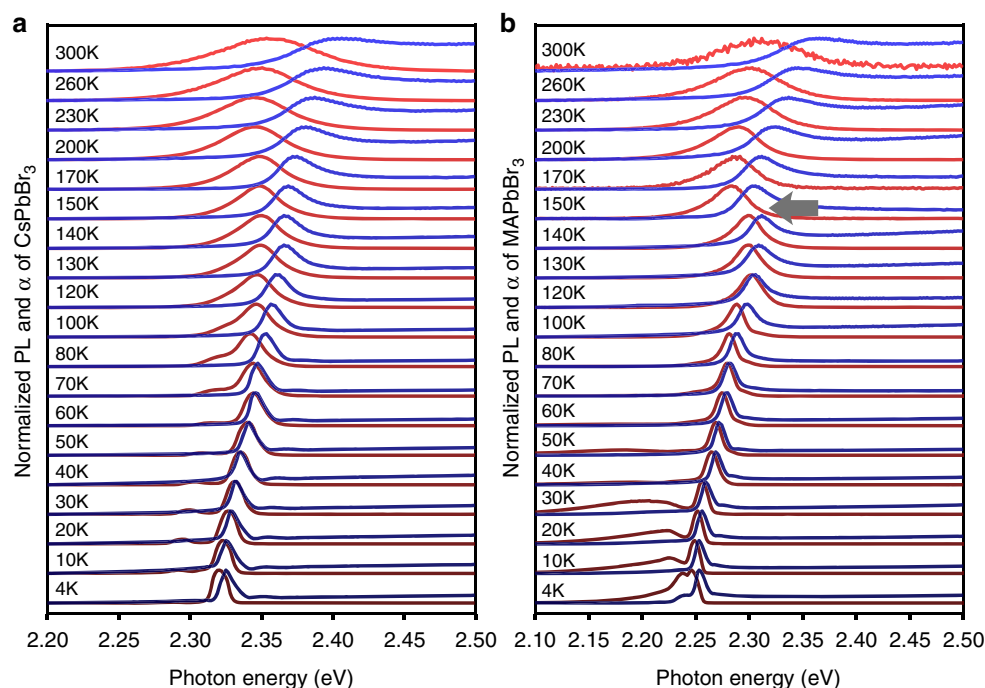 a
Normalized PL and α of CsPbBr3
300K
260K
230K
200K
170K
150K
140K
130K
120K
100K
80K
70K
60K
50K
40K
30K
20K
10K
4K
2.20 2.25 2.30 2.35 2.40 2.45 2.50
Photon energy (eV)
b
Normalized PL and α of MAPbBr3
300K
260K
230K
200K
170K
150K
140K
130K
120K
100K
80K
70K
60K
50K
40K
30K
20K
10K
4K
2.10 2.15 2.20 2.25 2.30 2.35 2.40 2.45 2.50
Photon energy (eV)